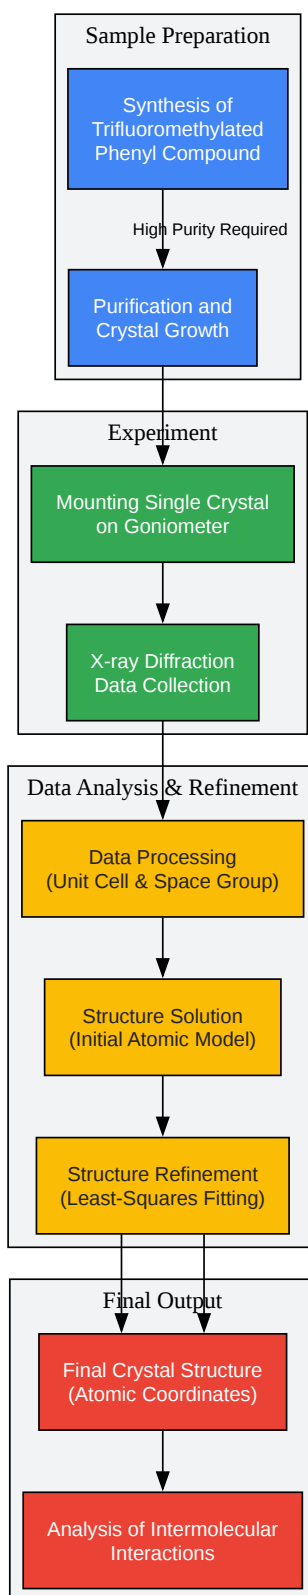 Sample Preparation
Synthesis of
Trifluoromethylated
Phenyl Compound
High Purity Required
Purification and
Crystal Growth
Experiment
Mounting Single Crystal
on Goniometer
X-ray Diffraction
Data Collection
Data Analysis & Refinement
Data Processing
(Unit Cell & Space Group)
Structure Solution
(Initial Atomic Model)
Structure Refinement
(Least-Squares Fitting)
Final Output
Final Crystal Structure
(Atomic Coordinates)
Analysis of Intermolecular
Interactions